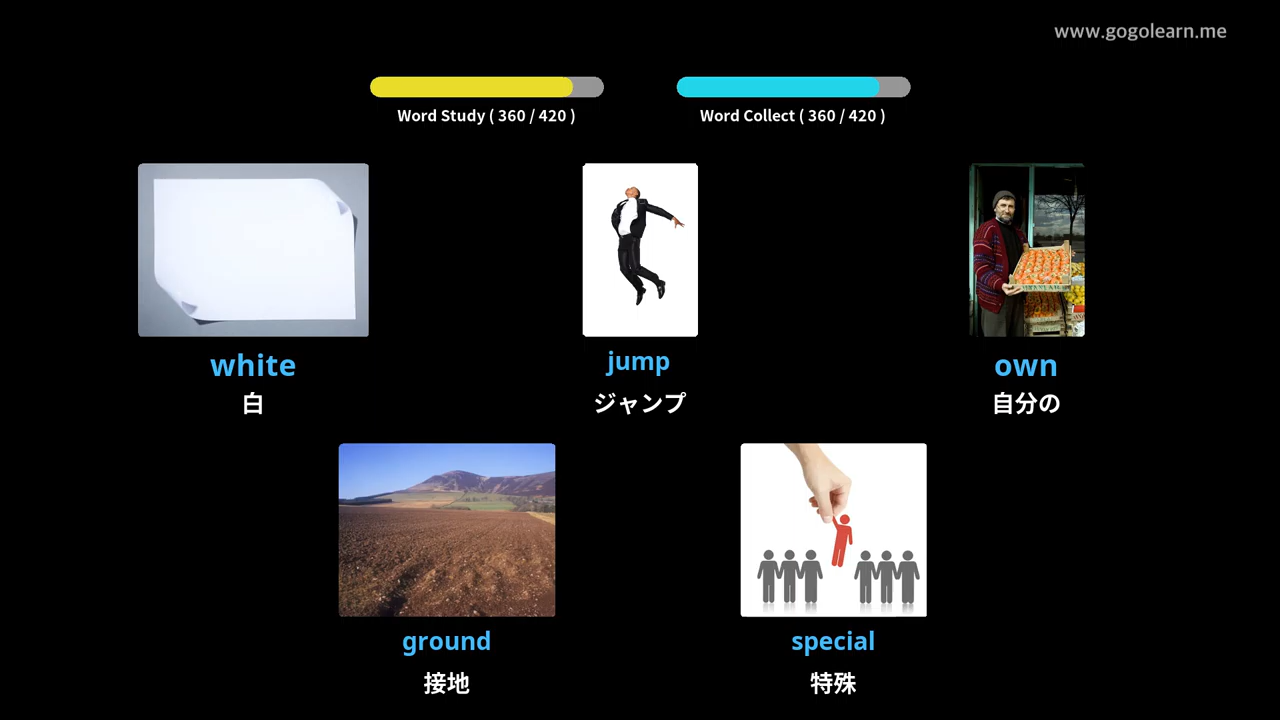 www.gogolearn.me
Word Study ( 360 / 420 )
Word Collect ( 360 / 420 )
white
白
jump
ジャンプ
own
自分の
ground
接地
special
特殊